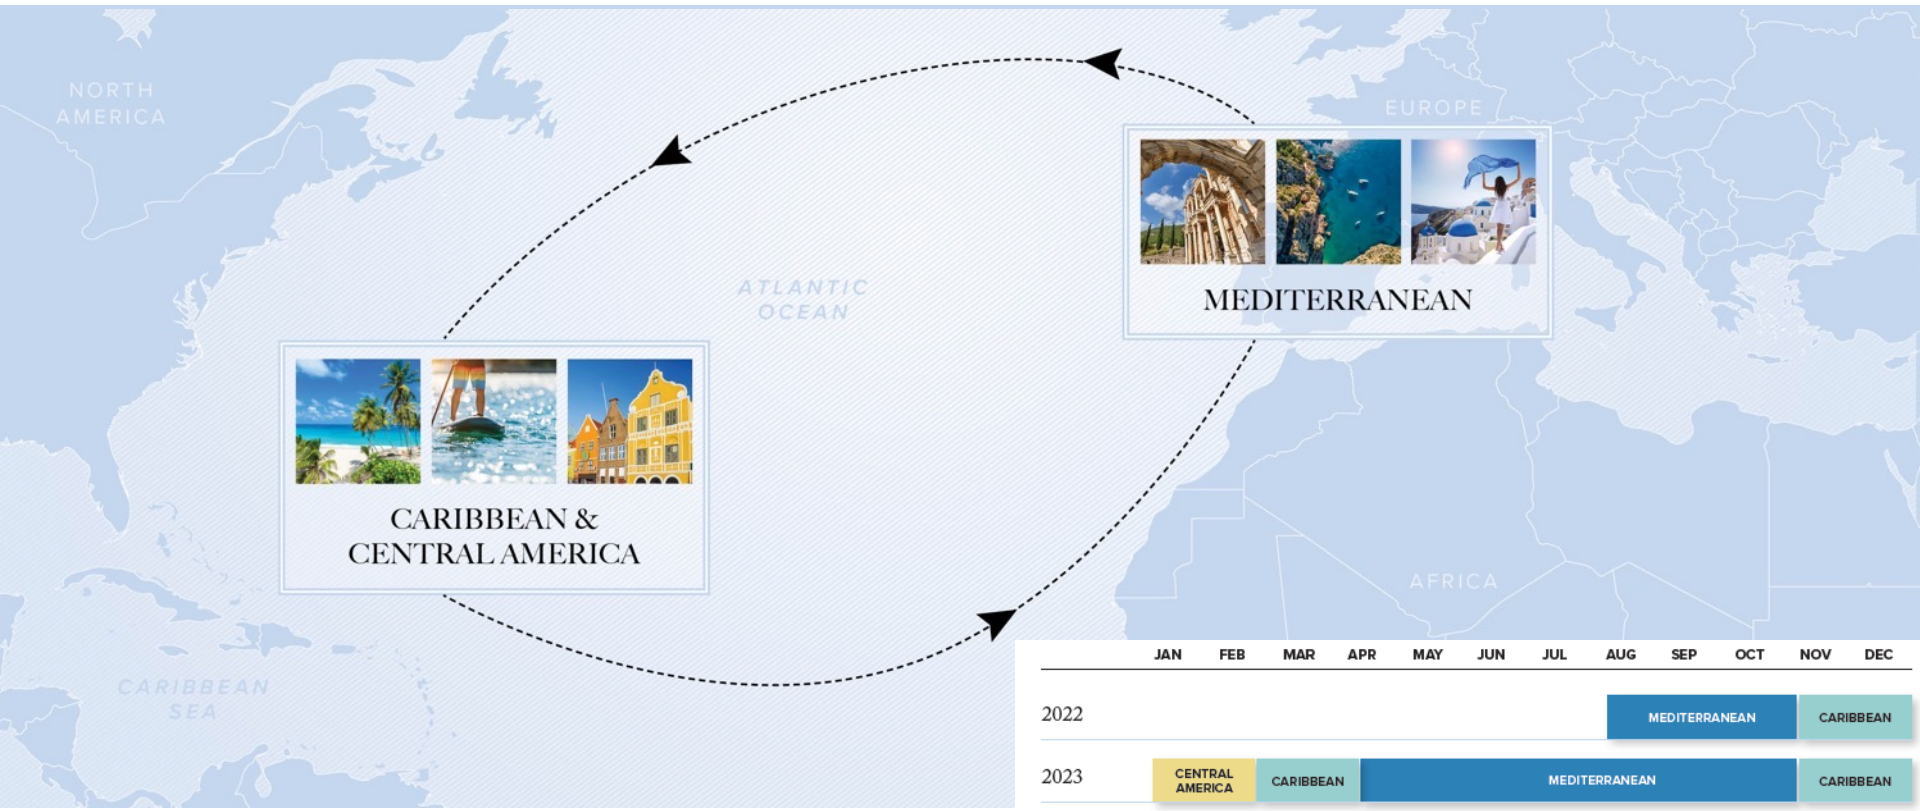 NORTH
AMERICA
EUROPE
MEDITERRANEAN
ATLANTIC
OCEAN
CARIBBEAN &
CENTRAL AMERICA
AFRICA
CARIBBEAN
SEA
JAN FEB MAR APR MAY JUN JUL AUG SEP OCT NOV DEC
2022 MEDITERRANEAN CARIBBEAN
2023 CENTRAL
AMERICA CARIBBEAN MEDITERRANEAN CARIBBEAN